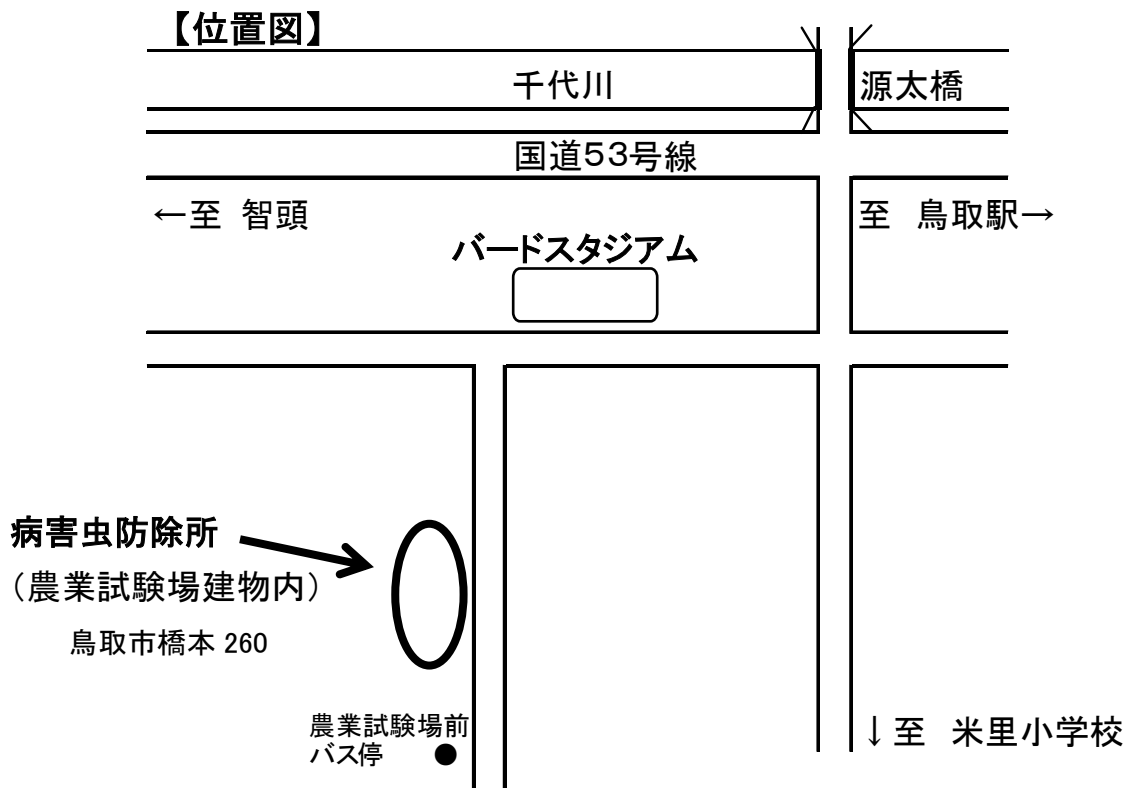 【位置図】
千代川
源太橋
国道53号線
←至 智頭
至 鳥取駅→
バードスタジアム
病害虫防除所
(農業試験場建物内)
鳥取市橋本 260
農業試験場前
バス停
↓至 米里小学校